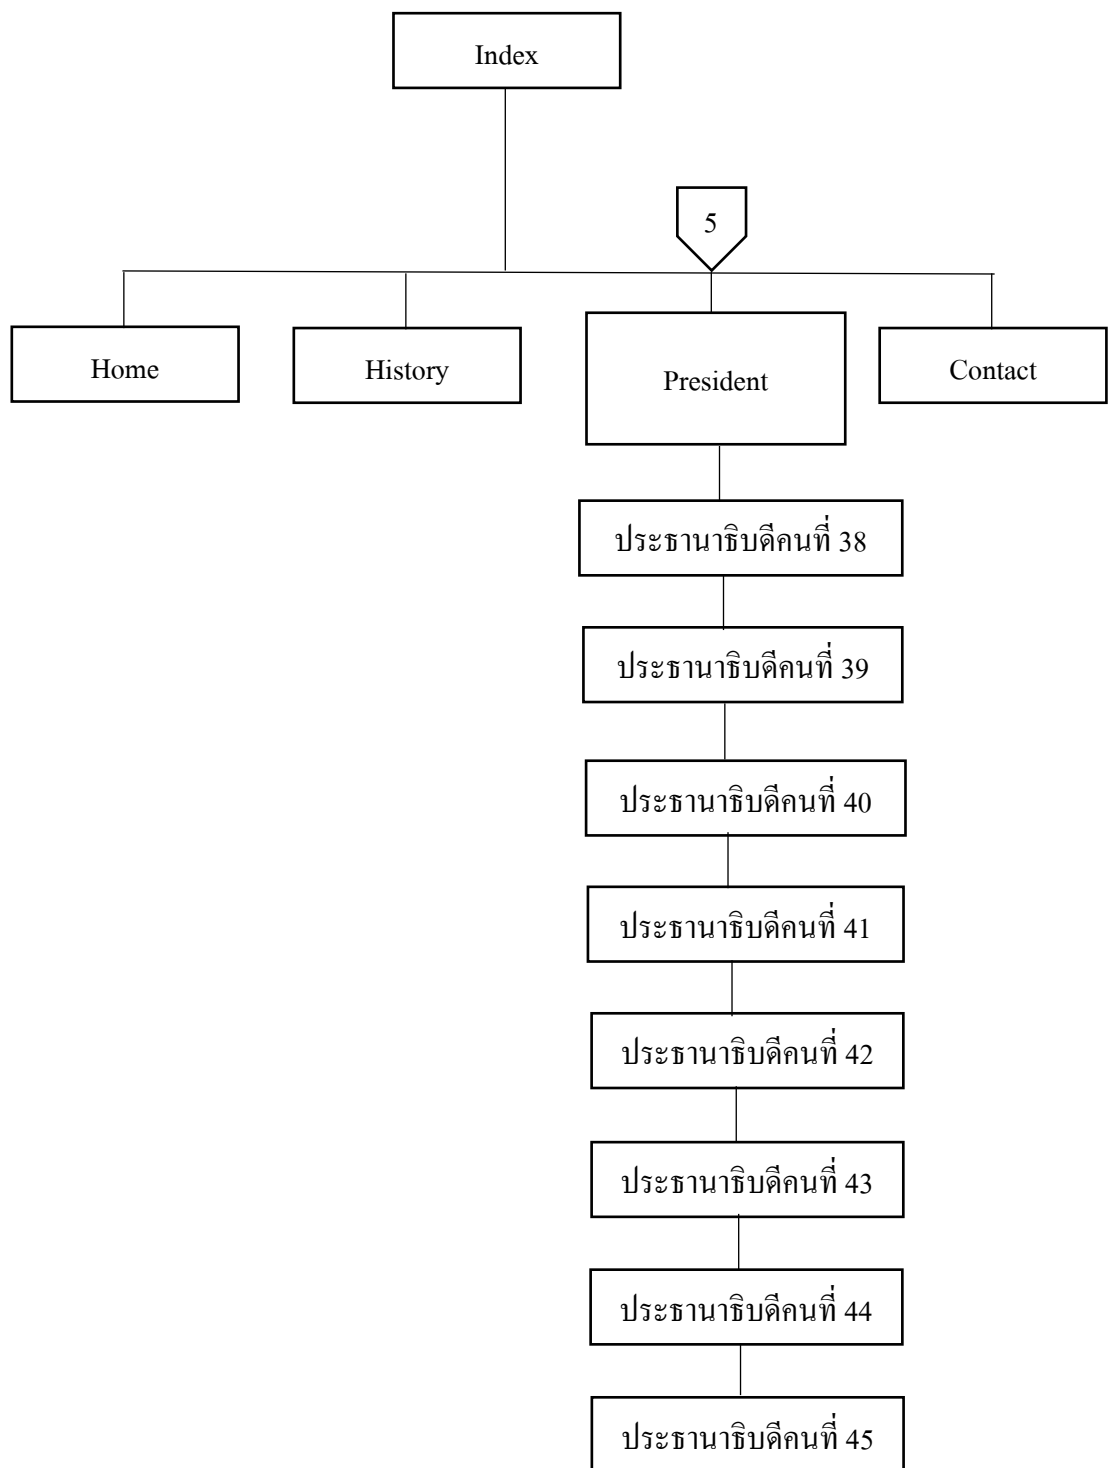 Index
5
Home
History
President
Contact
ประธานาธิบดีคนที่ 38
ประธานาธิบดีคนที่ 39
ประธานาธิบดีคนที่ 40
ประธานาธิบดีคนที่ 41
ประธานาธิบดีคนที่ 42
ประธานาธิบดีคนที่ 43
ประธานาธิบดีคนที่ 44
ประธานาธิบดีคนที่ 45